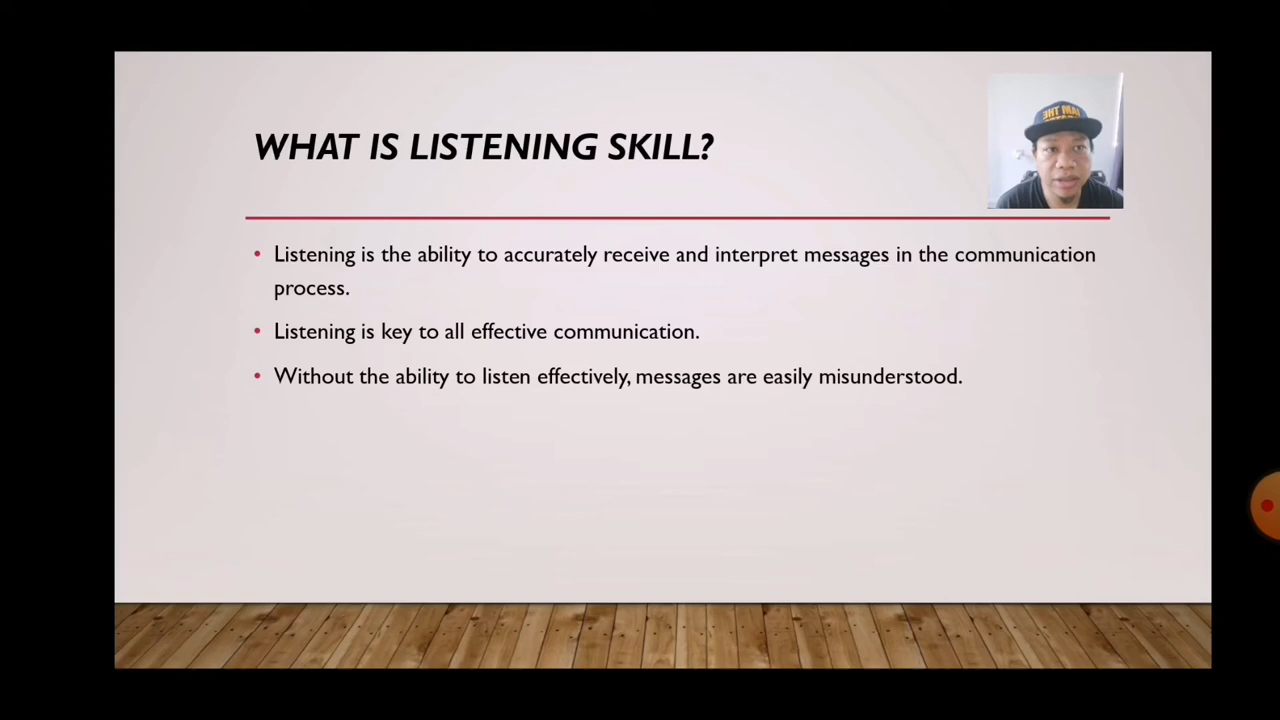 WHAT IS LISTENING SKILL?
• Listening is the ability to accurately receive and interpret messages in the communication
process.
• Listening is key to all effective communication.
• Without the ability to listen effectively, messages are easily misunderstood.